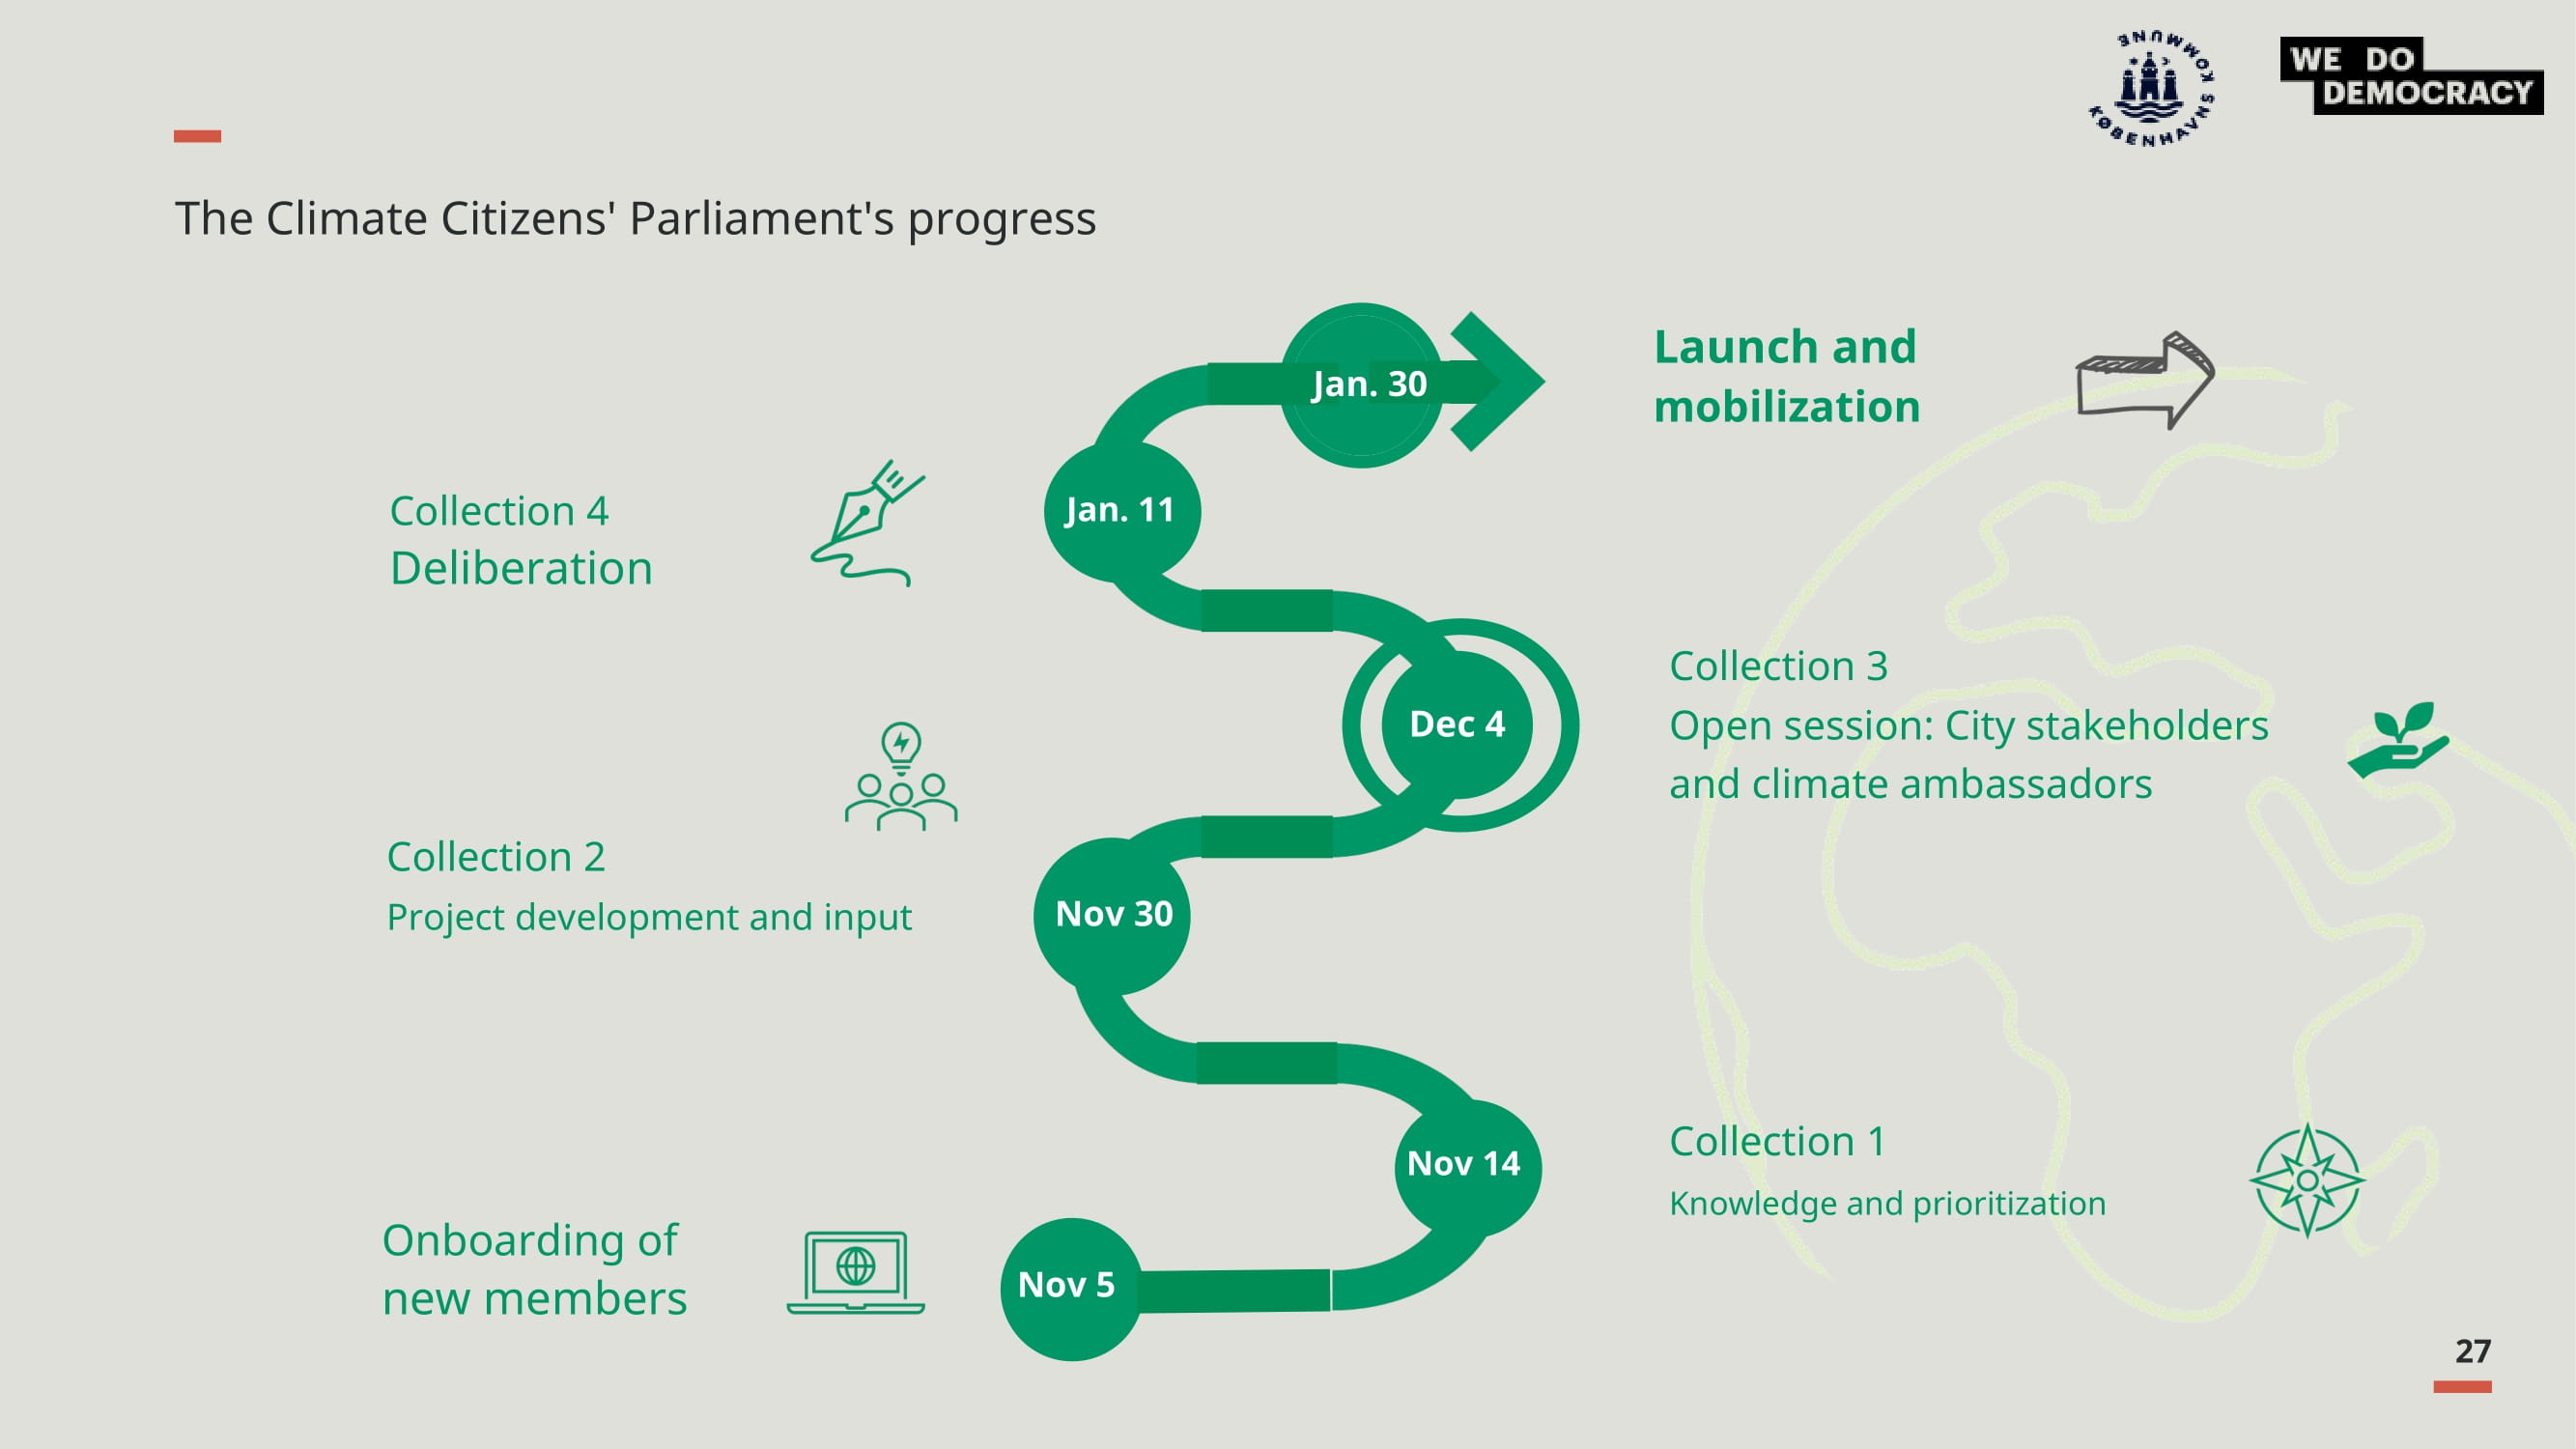 KØBENHAVNS KOMMUNE
WE DO
DEMOCRACY
The Climate Citizens' Parliament's progress
Jan. 30
Launch and
mobilization
Jan. 11
Collection 4
Deliberation
Dec 4
Collection 3
Open session: City stakeholders
and climate ambassadors
Nov 30
Collection 2
Project development and input
Nov 14
Collection 1
Knowledge and prioritization
Nov 5
Onboarding of
new members
27